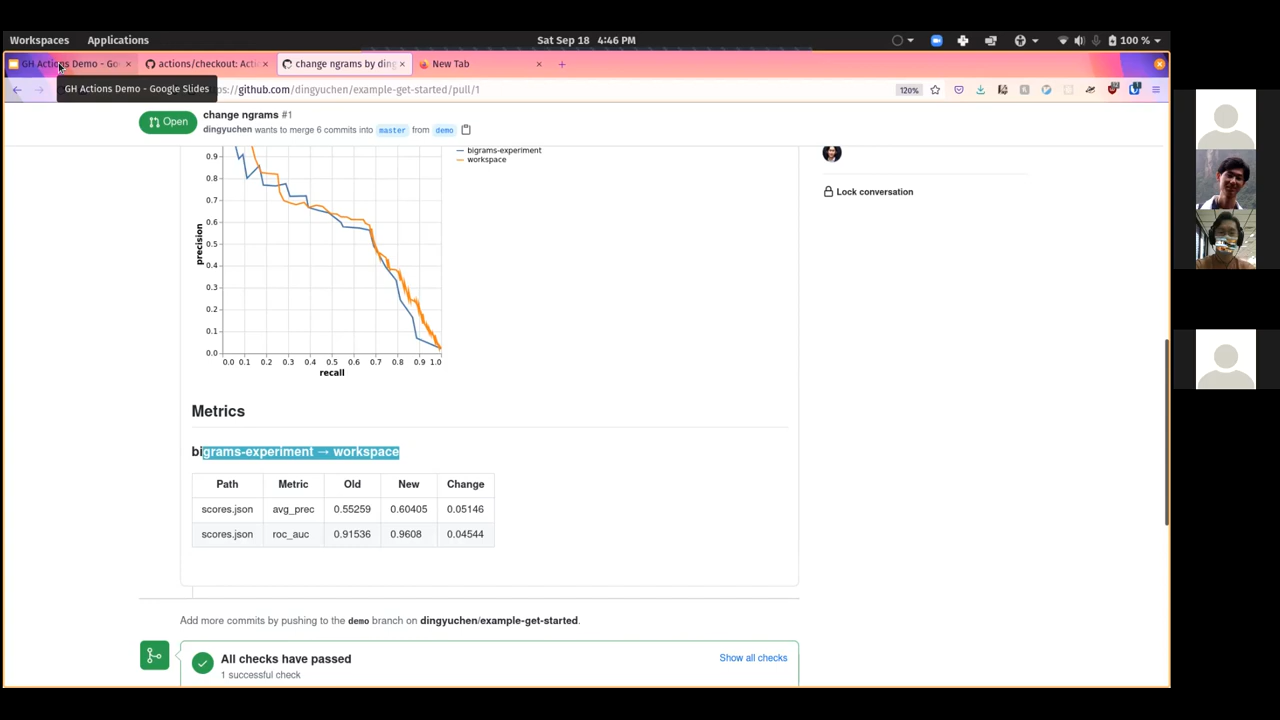 Workspaces Applications Sat Sep 18 4:46 PM 100 %
GH Actions Demo - Go actions/checkout: Acti change ngrams by ding New Tab
GH Actions Demo - Google Slides
ps://github.com/dingyuchen/example-get-started/pull/1 120%
Open
change ngrams #1
dingyuchen wants to merge 6 commits into master from demo
bigrams-experiment
workspace
0.9
0.8
0.7
0.6
0.5
0.4
0.3
0.2
0.1
0.0
precision
0.0 0.1 0.2 0.3 0.4 0.5 0.6 0.7 0.8 0.9 1.0
recall
Lock conversation
Metrics
bigrams-experiment → workspace
Path Metric Old New Change
scores.json avg_prec 0.55259 0.60405 0.05146
scores.json roc_auc 0.91536 0.9608 0.04544
Add more commits by pushing to the demo branch on dingyuchen/example-get-started.
All checks have passed
Show all checks
1 successful check